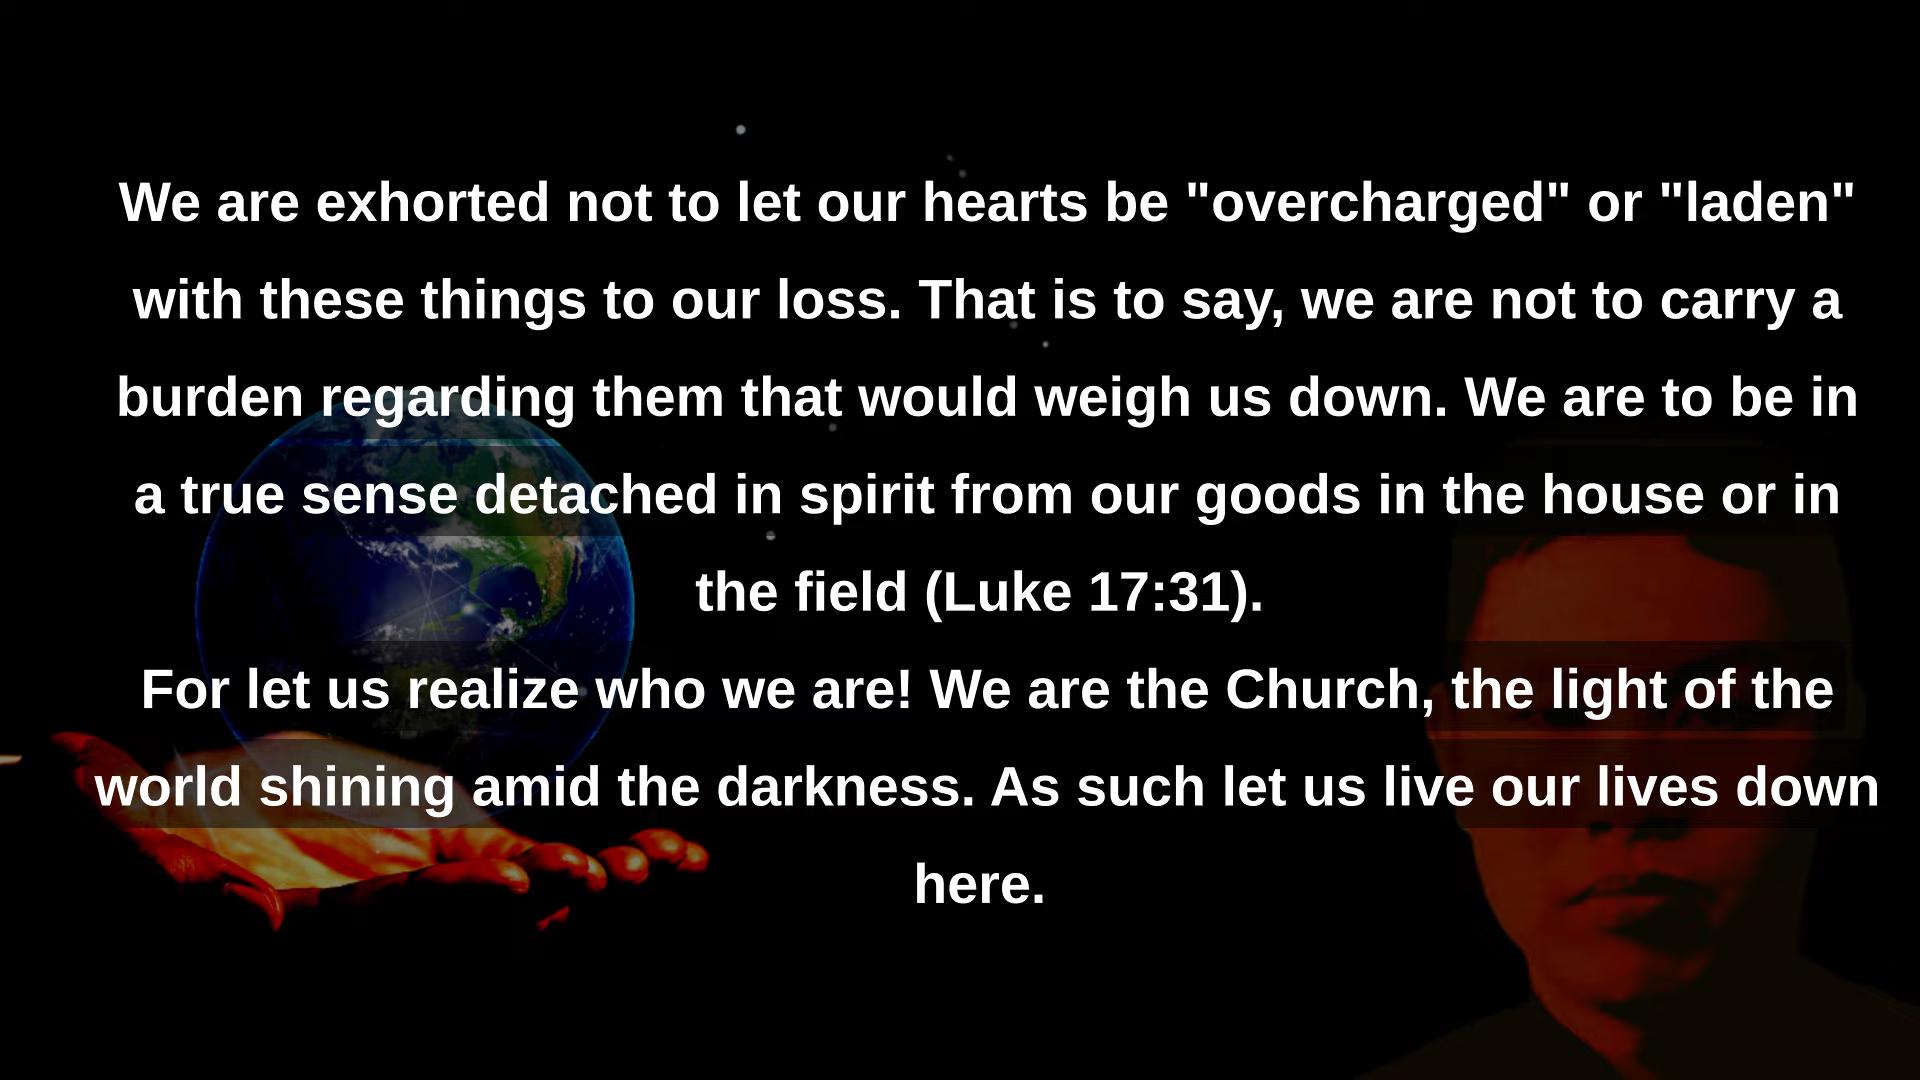 We are exhorted not to let our hearts be "overcharged" or "laden"
with these things to our loss. That is to say, we are not to carry a
burden regarding them that would weigh us down. We are to be in
a true sense detached in spirit from our goods in the house or in
the field (Luke 17:31).
For let us realize who we are! We are the Church, the light of the
world shining amid the darkness. As such let us live our lives down
here.